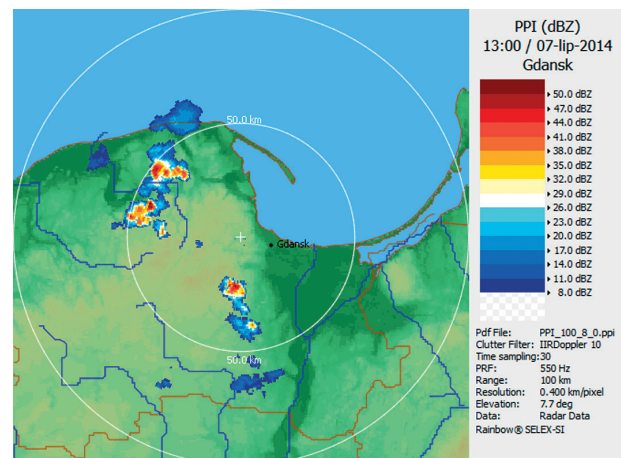 PPI (dBZ)
13:00 / 07-lip-2014
Gdansk
50.0 dBZ
47.0 dBZ
44.0 dBZ
41.0 dBZ
38.0 dBZ
35.0 dBZ
32.0 dBZ
29.0 dBZ
26.0 dBZ
23.0 dBZ
20.0 dBZ
17.0 dBZ
14.0 dBZ
11.0 dBZ
8.0 dBZ
50.0 km
Gdansk
50.0 km
Pdf File: PPI_100_8_0.ppi
Clutter Filter: IIRDoppler 10
Time sampling:30
PRF: 550 Hz
Range: 100 km
Resolution: 0.400 km/pixel
Elevation: 7.7 deg
Data: Radar Data
Rainbow® SELEX-SI